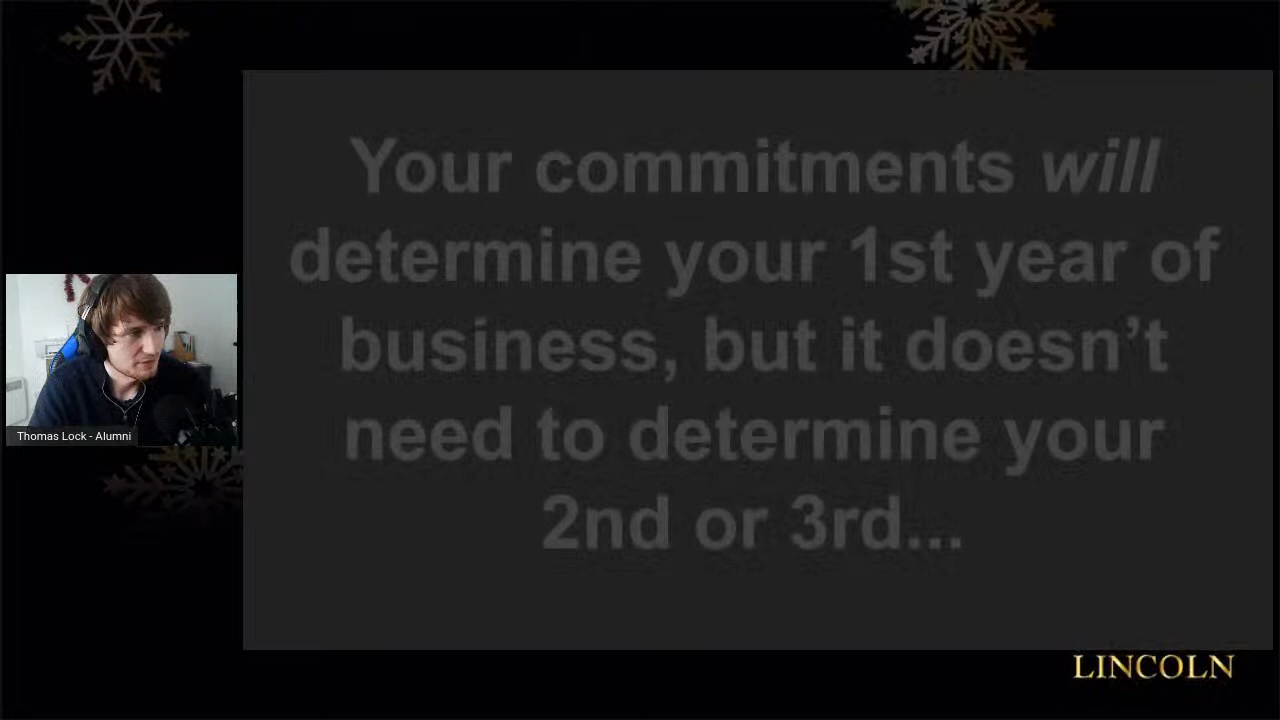 Your commitments will
determine your 1st year of
business, but it doesn’t
need to determine your
2nd or 3rd...
Thomas Lock - Alumni
LINCOLN